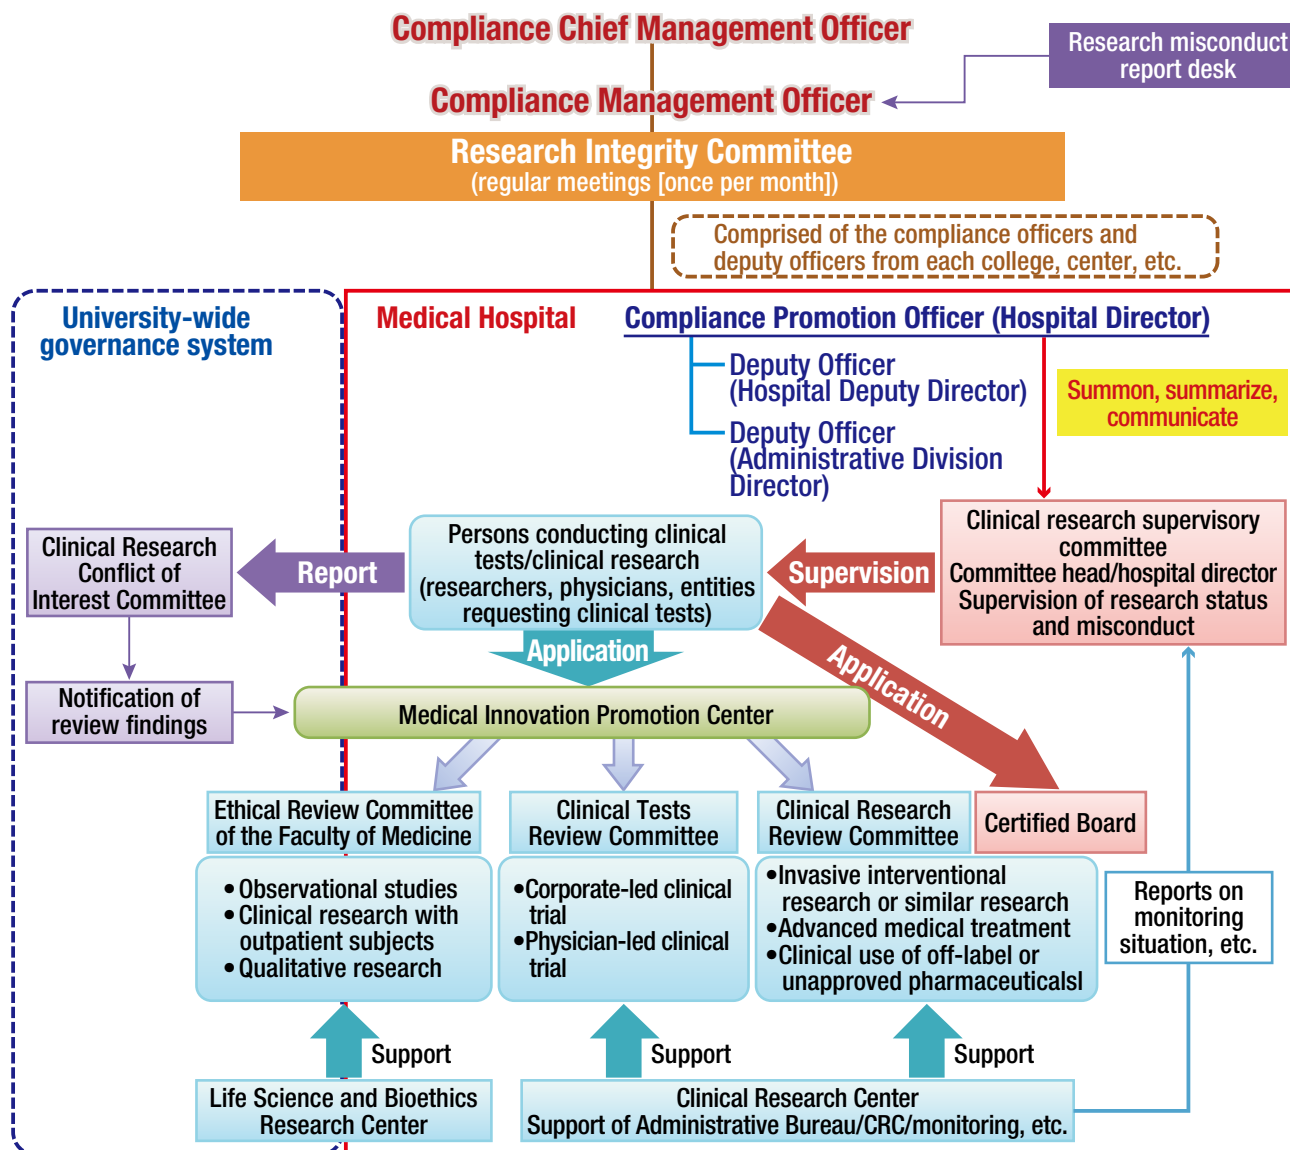 Compliance Chief Management Officer
Research misconduct
report desk
Compliance Management Officer
Research Integrity Committee
(regular meetings [once per month])
Comprised of the compliance officers and
deputy officers from each college, center, etc.
University-wide
governance system
Medical Hospital
Compliance Promotion Officer (Hospital Director)
Deputy Officer
(Hospital Deputy Director)
Deputy Officer
(Administrative Division
Director)
Summon, summarize,
communicate
Clinical Research
Conflict of
Interest Committee
Report
Persons conducting clinical
tests/clinical research
(researchers, physicians, entities
requesting clinical tests)
Supervision
Clinical research supervisory
committee
Committee head/hospital director
Supervision of research status
and misconduct
Application
Application
Notification of
review findings
Medical Innovation Promotion Center
Ethical Review Committee
of the Faculty of Medicine
Clinical Tests
Review Committee
Clinical Research
Review Committee
Certified Board
•Observational studies
•Clinical research with
outpatient subjects
•Qualitative research
•Corporate-led clinical
trial
•Physician-led clinical
trial
•Invasive interventional
research or similar research
•Advanced medical treatment
•Clinical use of off-label or
unapproved pharmaceuticalsl
Reports on
monitoring
situation, etc.
Support
Support
Support
Life Science and Bioethics
Research Center
Clinical Research Center
Support of Administrative Bureau/CRC/monitoring, etc.